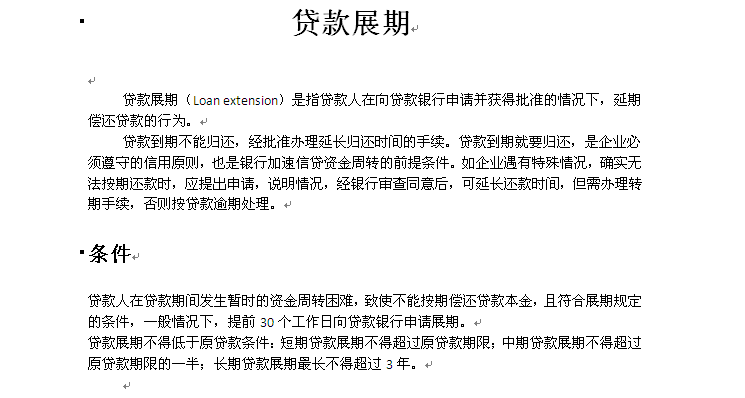 贷款展期
贷款展期（Loan extension）是指贷款人在向贷款银行申请并获得批准的情况下，延期
偿还贷款的行为。
贷款到期不能归还，经批准办理延长归还时间的手续。贷款到期就要归还，是企业必
须遵守的信用原则，也是银行加速信贷资金周转的前提条件。如企业遇有特殊情况，确实无
法按期还款时，应提出申请，说明情况，经银行审查同意后，可延长还款时间，但需办理转
期手续，否则按贷款逾期处理。
条件
贷款人在贷款期间发生暂时的资金周转困难，致使不能按期偿还贷款本金，且符合展期规定
的条件，一般情况下，提前 30 个工作日向贷款银行申请展期。
贷款展期不得低于原贷款条件：短期贷款展期不得超过原贷款期限；中期贷款展期不得超过
原贷款期限的一半；长期贷款展期最长不得超过 3 年。